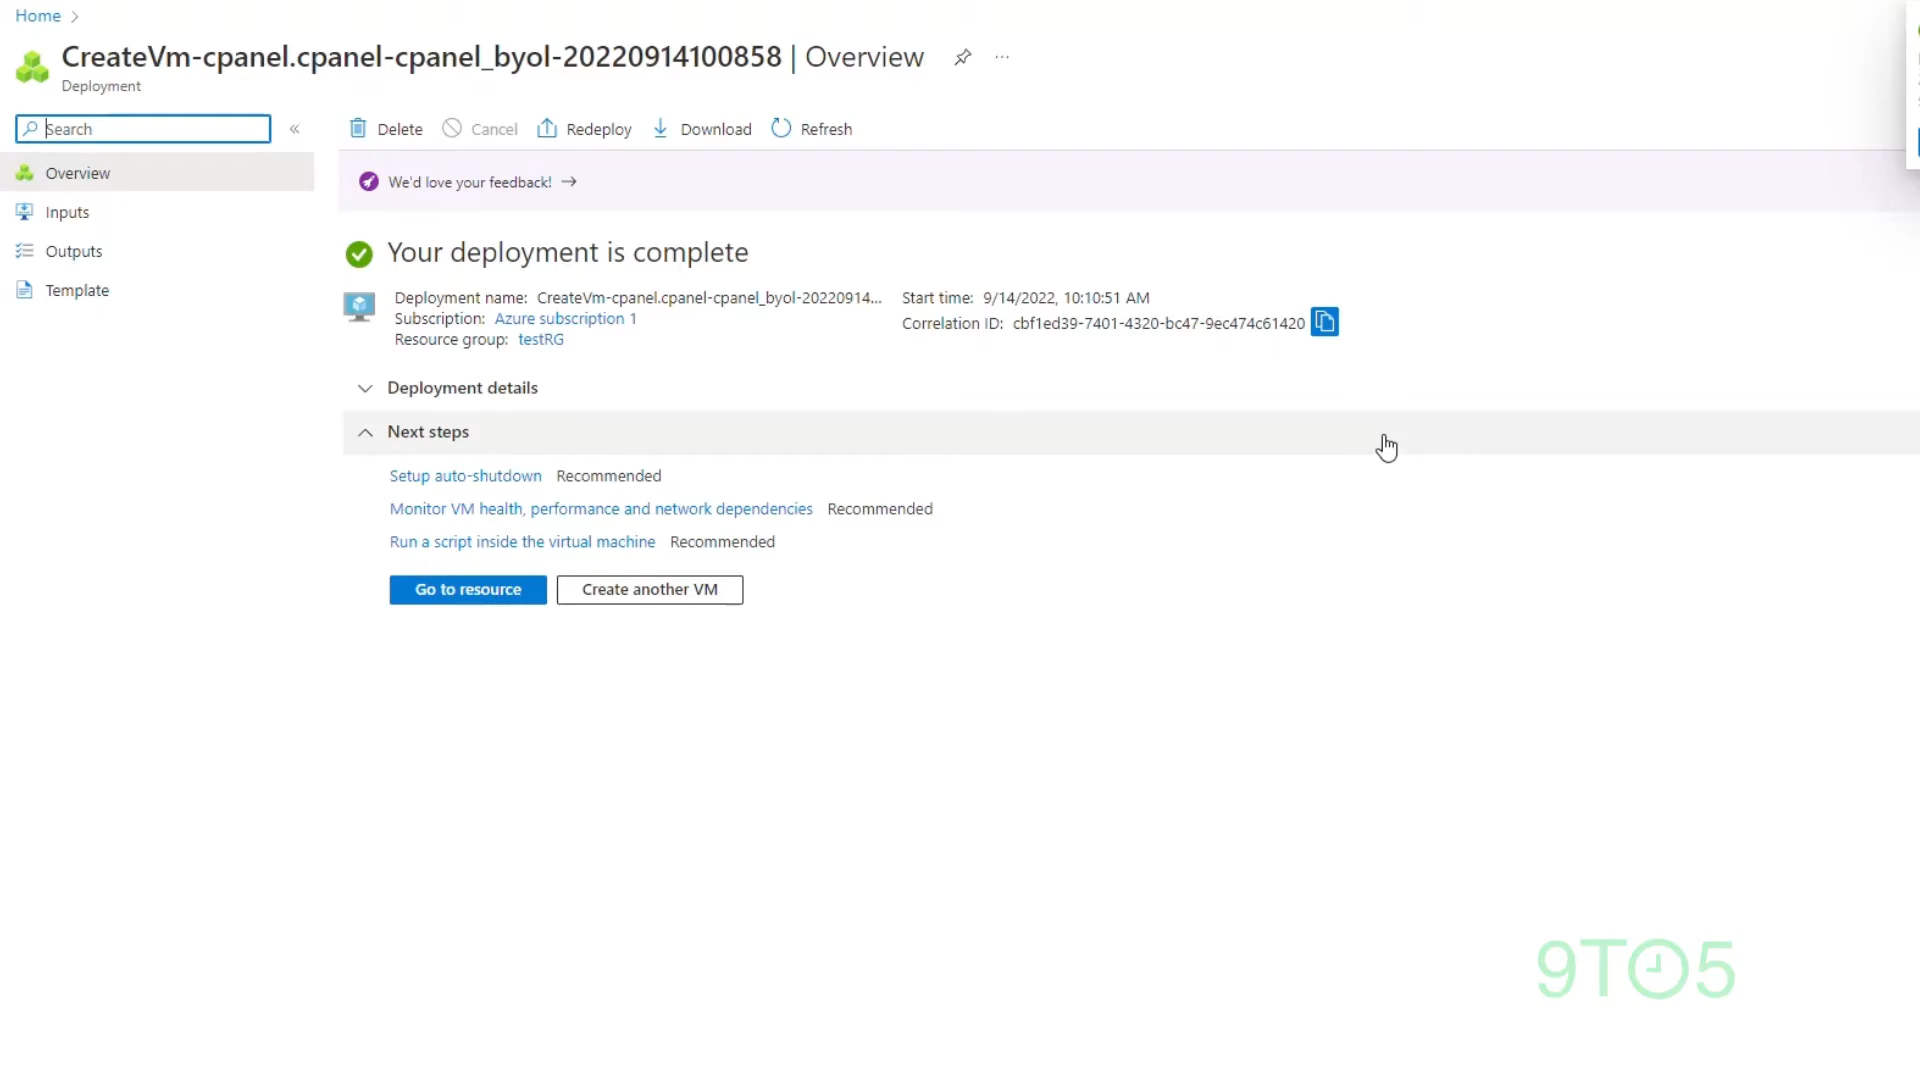 Home >
CreateVm-cpanel.cpanel-cpanel_byol-20220914100858 | Overview ...
Deployment
Search «
Delete Cancel Redeploy Download Refresh
Overview
Inputs
Outputs
Template
We'd love your feedback! →
Your deployment is complete
Deployment name: CreateVm-cpanel.cpanel-cpanel_byol-20220914...
Subscription: Azure subscription 1
Resource group: testRG
Start time: 9/14/2022, 10:10:51 AM
Correlation ID: cbf1ed39-7401-4320-bc47-9ec474c61420
Deployment details
Next steps
Setup auto-shutdown Recommended
Monitor VM health, performance and network dependencies Recommended
Run a script inside the virtual machine Recommended
Go to resource Create another VM
9TO5